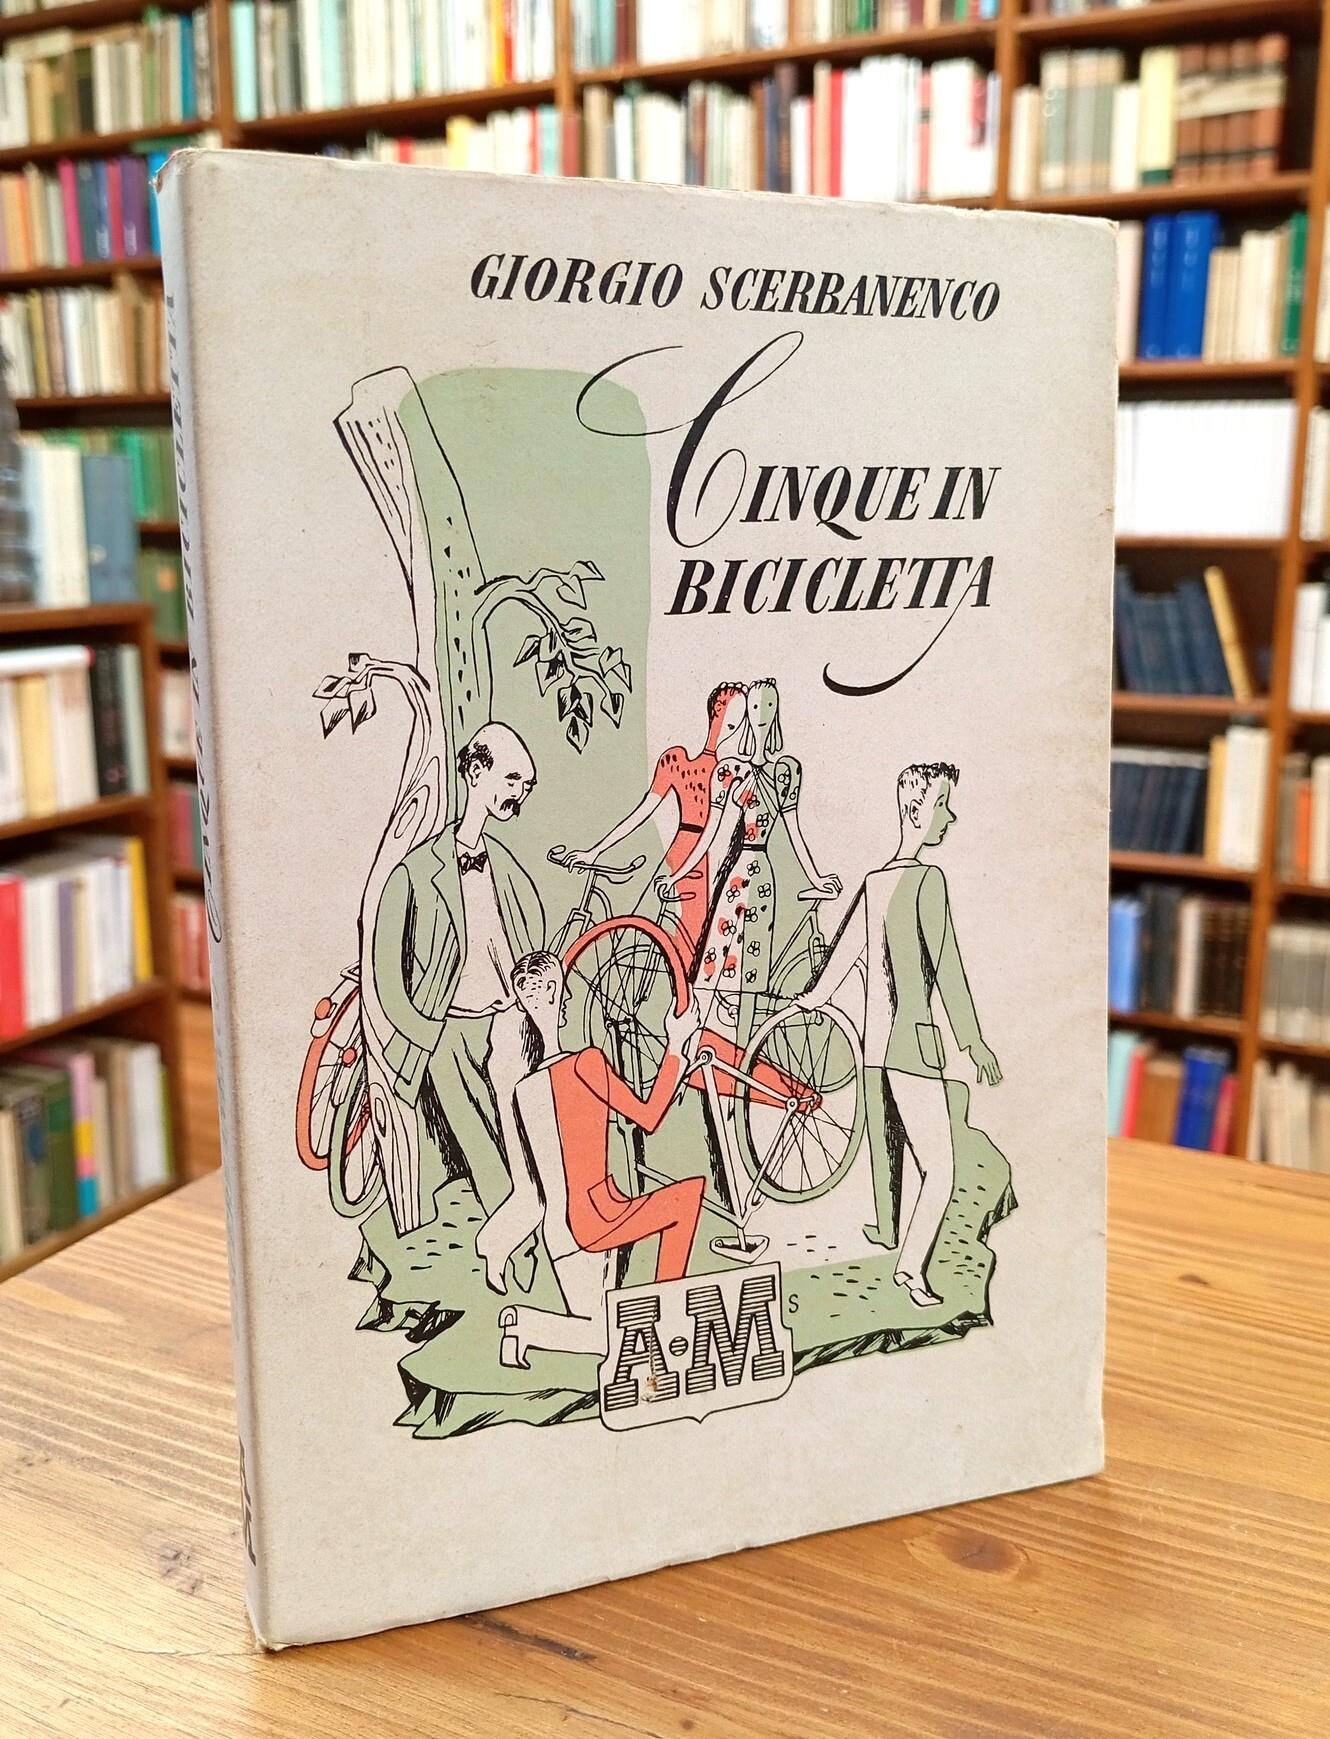 GIORGIO SCERBANENCO
CINQUE IN
BICICLETTA
A·M
S